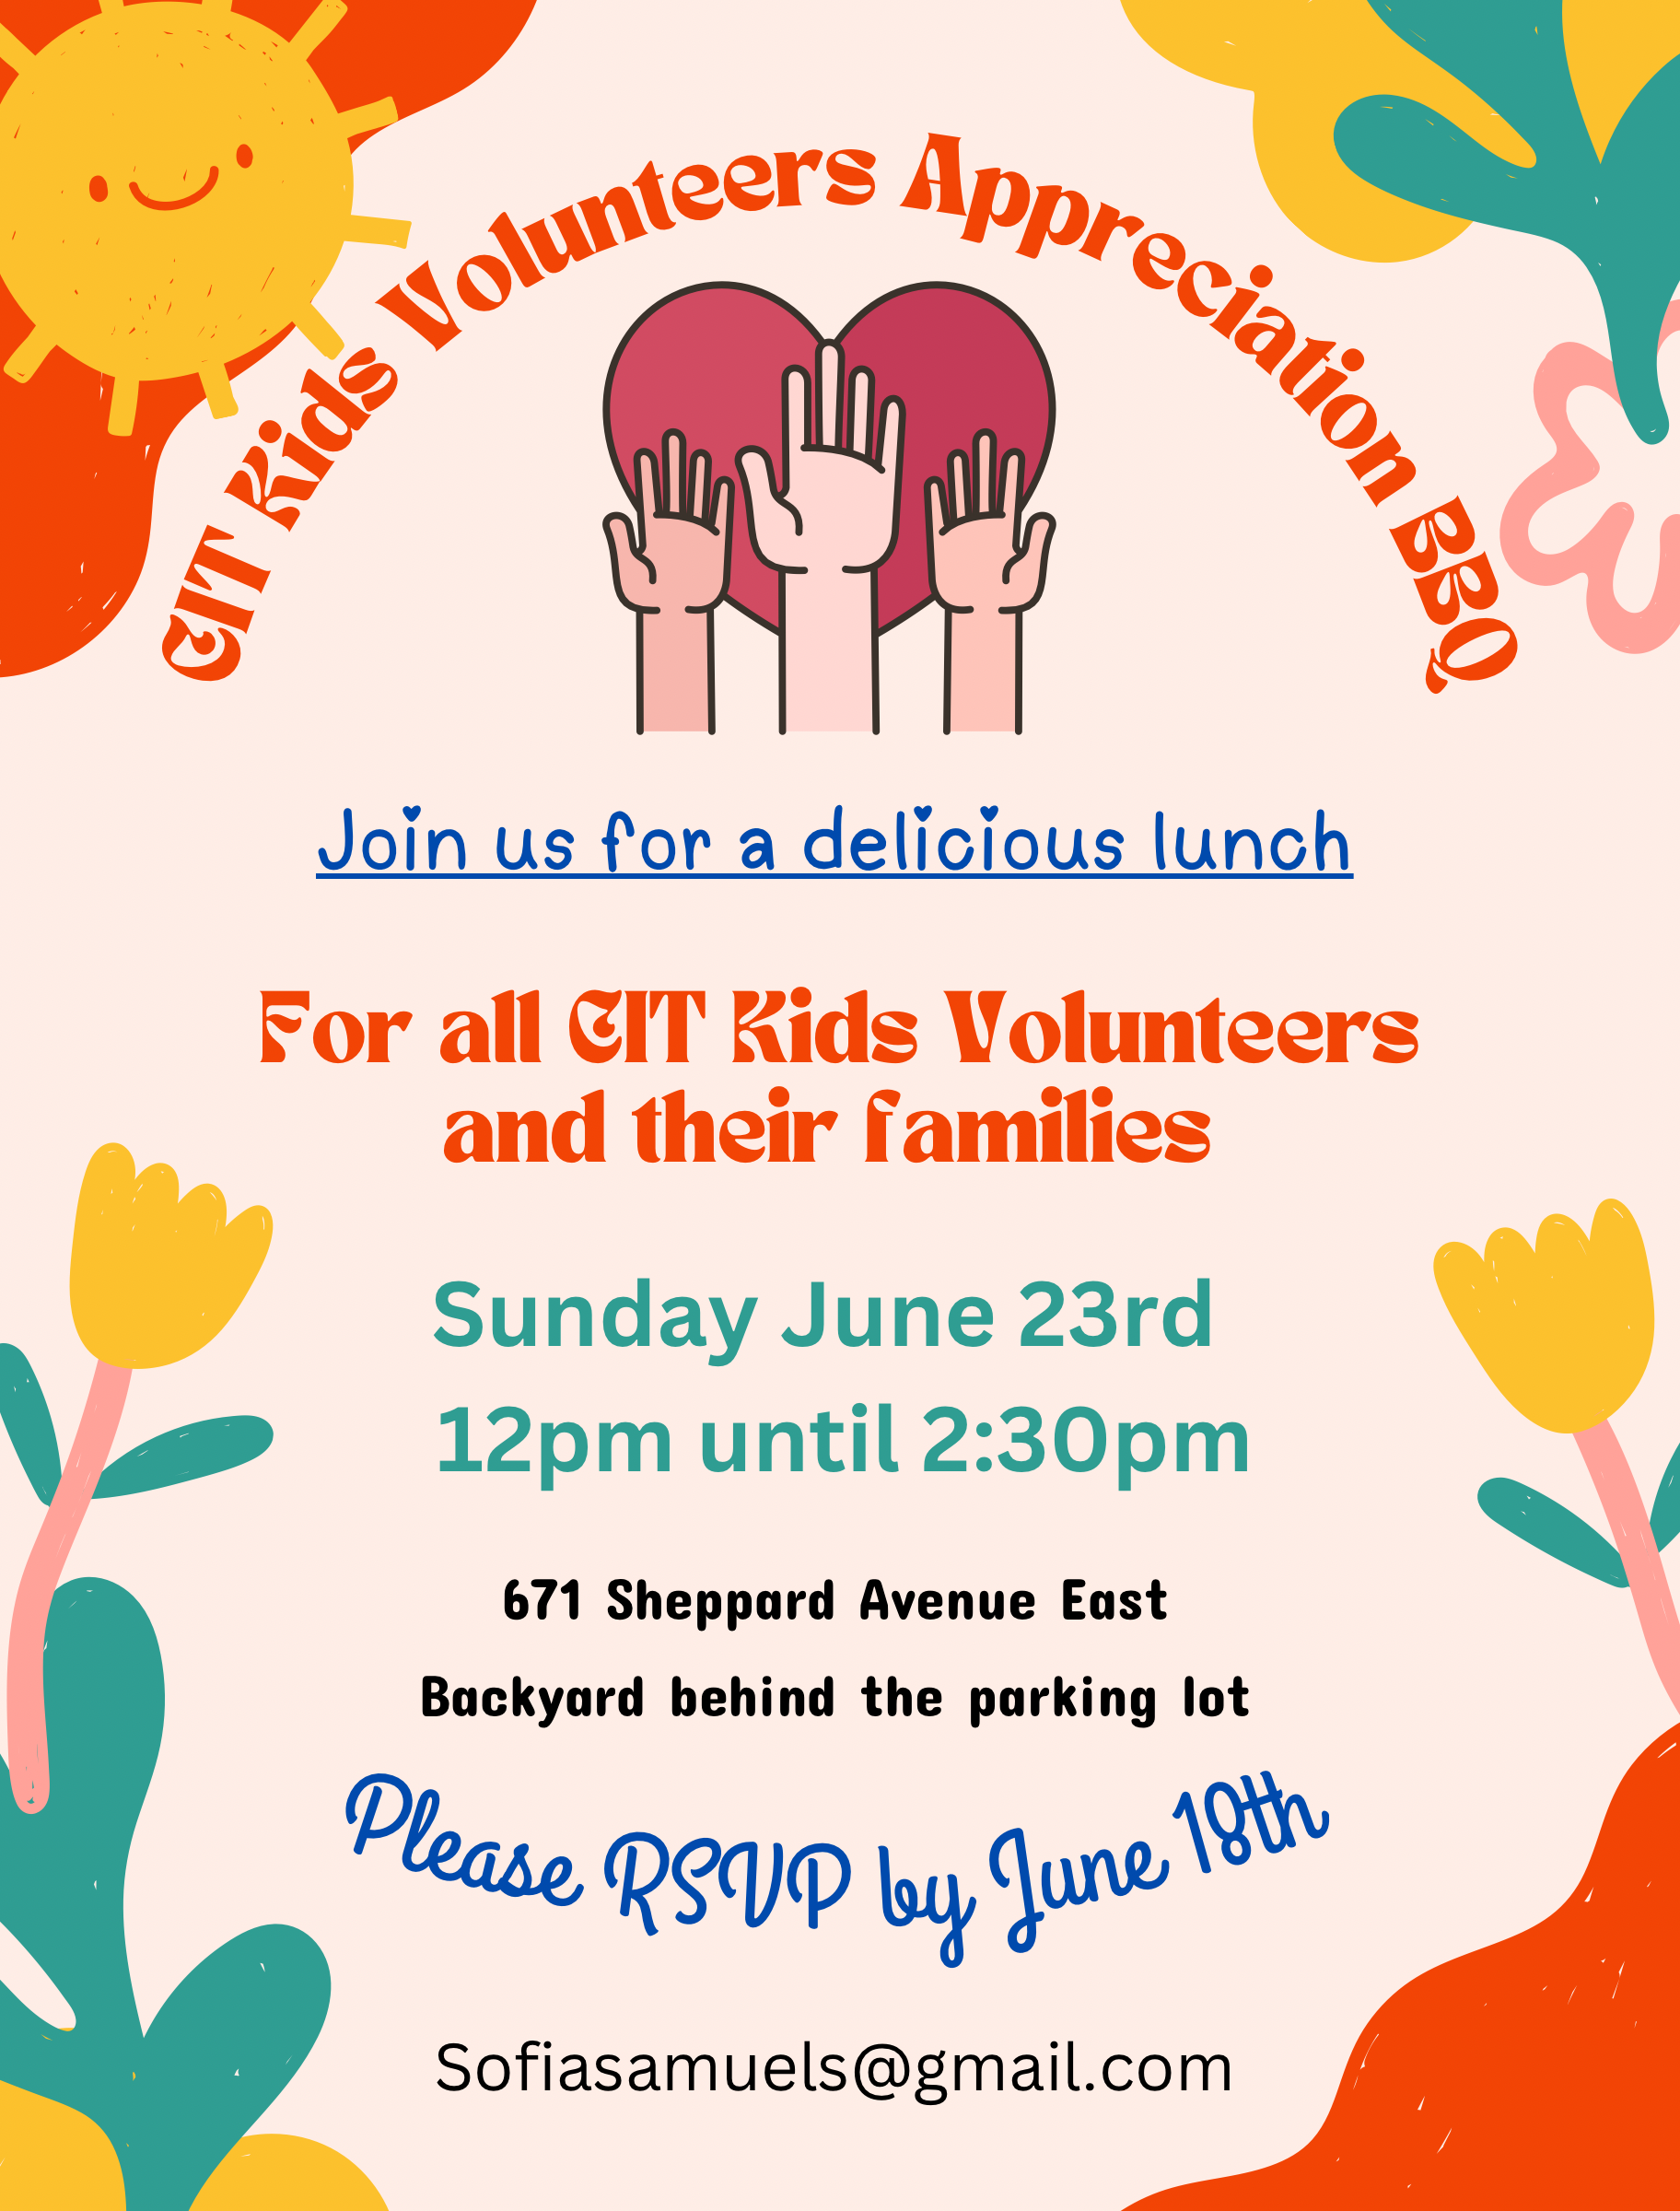 CIT Kids Volunteers Appreciation BBQ
Join us for a delicious lunch
For all CIT Kids Volunteers
and their families
Sunday June 23rd
12pm until 2:30pm
671 Sheppard Avenue East
Backyard behind the parking lot
Please RSVP by June 18th
Sofiasamuels@gmail.com